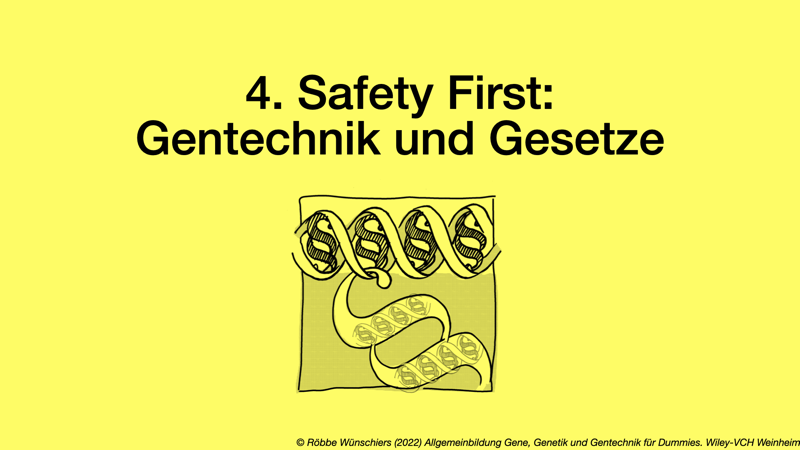 4. Safety First:
Gentechnik und Gesetze
© Röbbe Wünschiers (2022) Allgemeinbildung Gene, Genetik und Gentechnik für Dummies. Wiley-VCH Weinheim